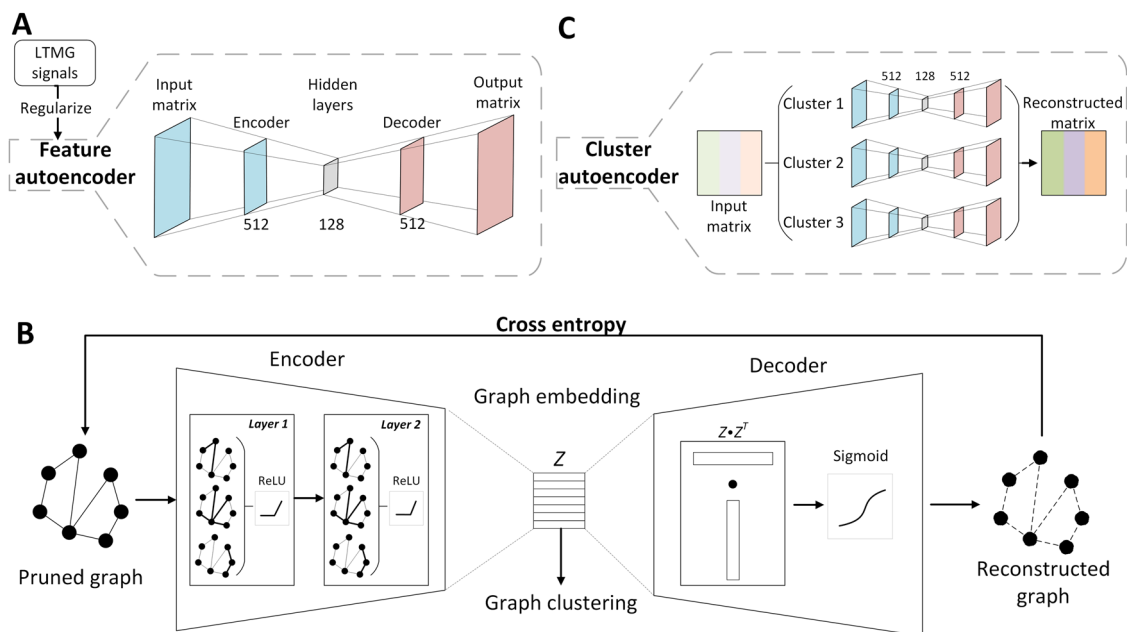 A
LTMG
signals
Regularize
Feature
autoencoder
Input
matrix
Encoder
Hidden
layers
Decoder
Output
matrix
512
128
512
C
Cluster
autoencoder
Input
matrix
Cluster 1
Cluster 2
Cluster 3
512
128
512
Reconstructed
matrix
B
Cross entropy
Encoder
Decoder
Graph embedding
Layer 1
ReLU
Layer 2
ReLU
Z
Z•Z^T
Sigmoid
Pruned graph
Graph clustering
Reconstructed
graph